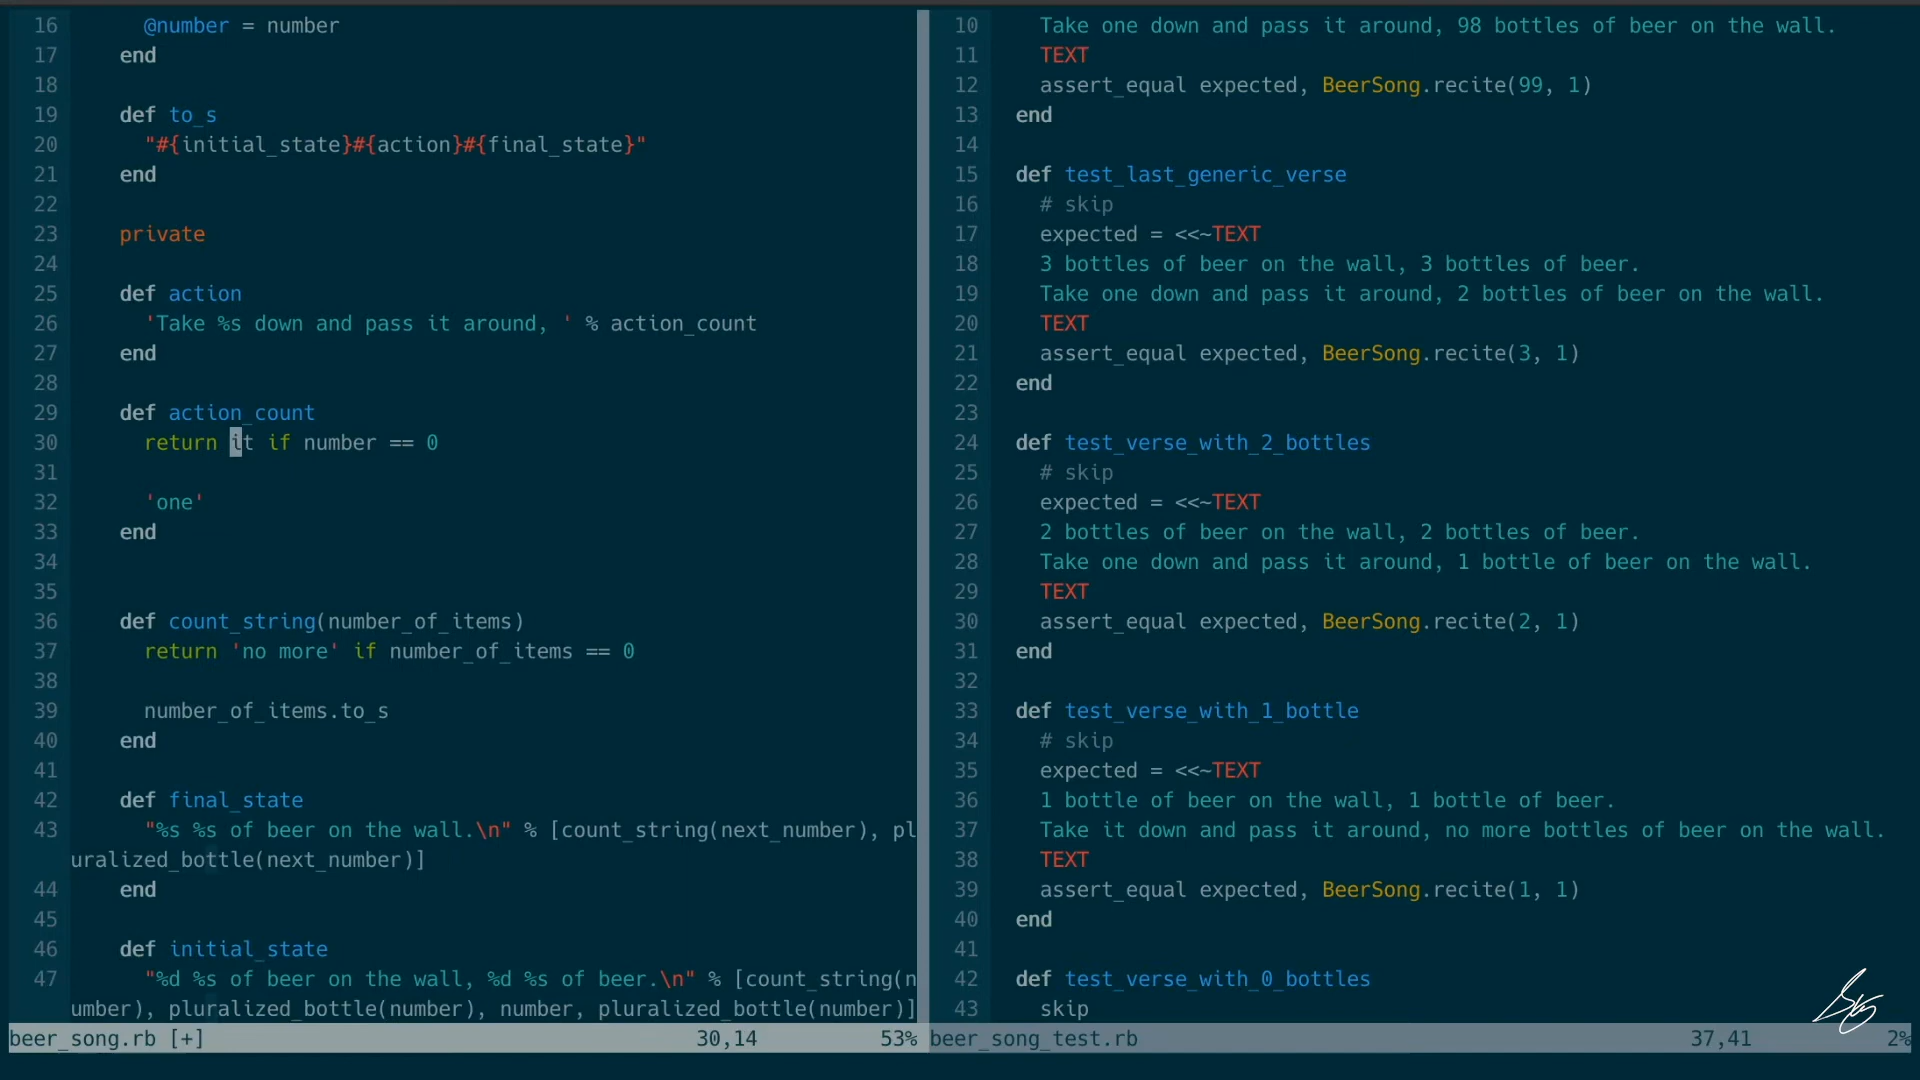 16 @number = number
17 end
18
19 def to_s
20 "#{initial_state}#{action}#{final_state}"
21 end
22
23 private
24
25 def action
26 'Take %s down and pass it around, ' % action_count
27 end
28
29 def action_count
30 return it if number == 0
31
32 'one'
33 end
34
35
36 def count_string(number_of_items)
37 return 'no more' if number_of_items == 0
38
39 number_of_items.to_s
40 end
41
42 def final_state
43 "%s %s of beer on the wall.\n" % [count_string(next_number), pl
uralized_bottle(next_number)]
44 end
45
46 def initial_state
47 "%d %s of beer on the wall, %d %s of beer.\n" % [count_string(n
umber), pluralized_bottle(number), number, pluralized_bottle(number)]
beer_song.rb [+] 30,14 53%
10 Take one down and pass it around, 98 bottles of beer on the wall.
11 TEXT
12 assert_equal expected, BeerSong.recite(99, 1)
13 end
14
15 def test_last_generic_verse
16 # skip
17 expected = <<~TEXT
18 3 bottles of beer on the wall, 3 bottles of beer.
19 Take one down and pass it around, 2 bottles of beer on the wall.
20 TEXT
21 assert_equal expected, BeerSong.recite(3, 1)
22 end
23
24 def test_verse_with_2_bottles
25 # skip
26 expected = <<~TEXT
27 2 bottles of beer on the wall, 2 bottles of beer.
28 Take one down and pass it around, 1 bottle of beer on the wall.
29 TEXT
30 assert_equal expected, BeerSong.recite(2, 1)
31 end
32
33 def test_verse_with_1_bottle
34 # skip
35 expected = <<~TEXT
36 1 bottle of beer on the wall, 1 bottle of beer.
37 Take it down and pass it around, no more bottles of beer on the wall.
38 TEXT
39 assert_equal expected, BeerSong.recite(1, 1)
40 end
41
42 def test_verse_with_0_bottles
43 skip
beer_song_test.rb 37,41 2%